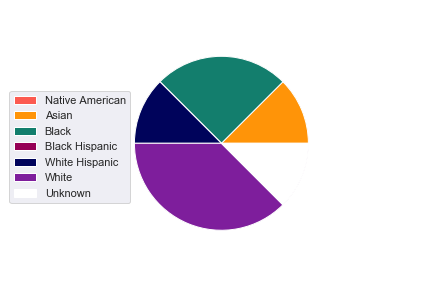 Native American
Asian
Black
Black Hispanic
White Hispanic
White
Unknown